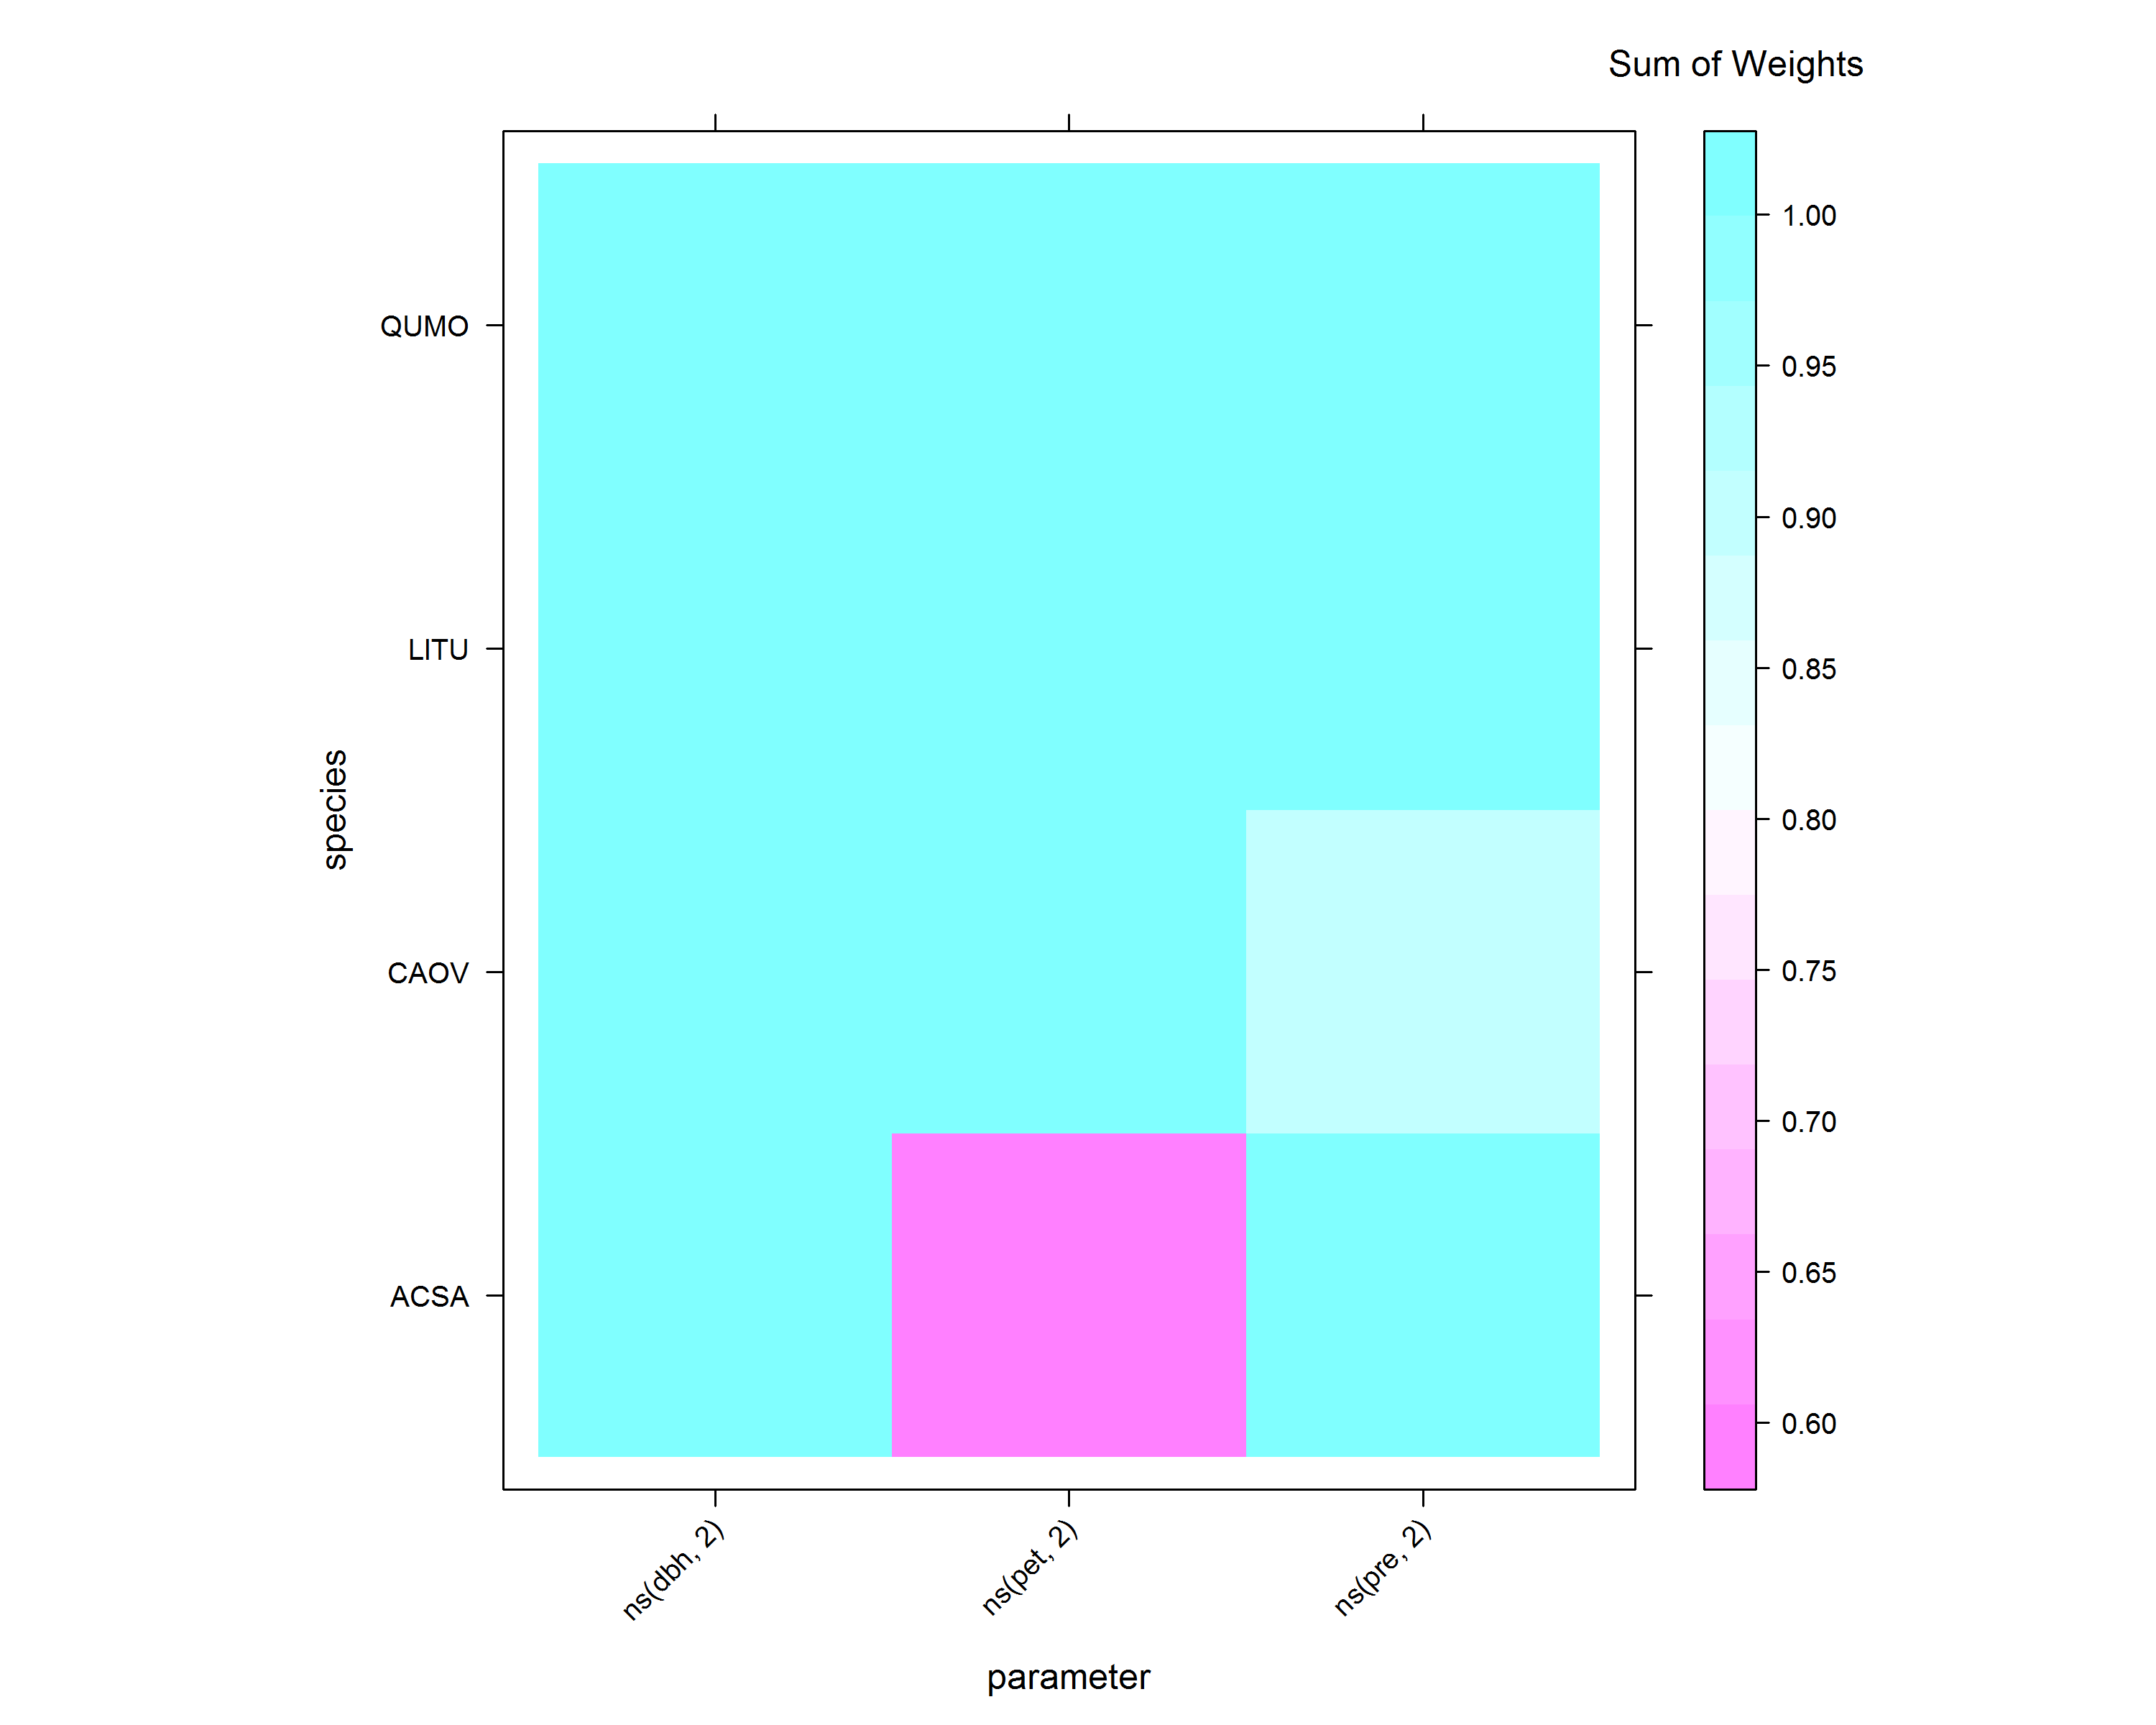 Sum of Weights
1.00
0.95
0.90
0.85
0.80
0.75
0.70
0.65
0.60
species
QUMO
LITU
CAOV
ACSA
ns(dbh, 2)
ns(pet, 2)
ns(pre, 2)
parameter